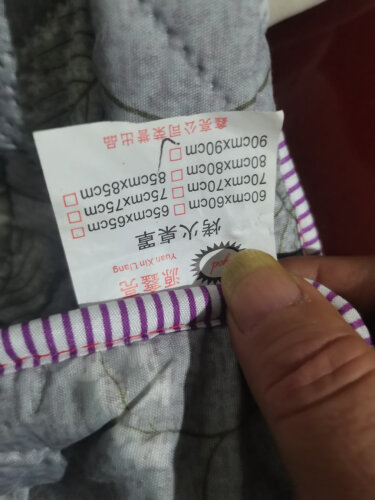 源鑫亮
Yuan Xin Liang
烤火桌罩
60cmx60cm □ 65cmx65cm □
70cmx70cm □ 75cmx75cm □
80cmx80cm □ 85cmx85cm □
90cmx90cm □
鑫亮公司荣誉出品